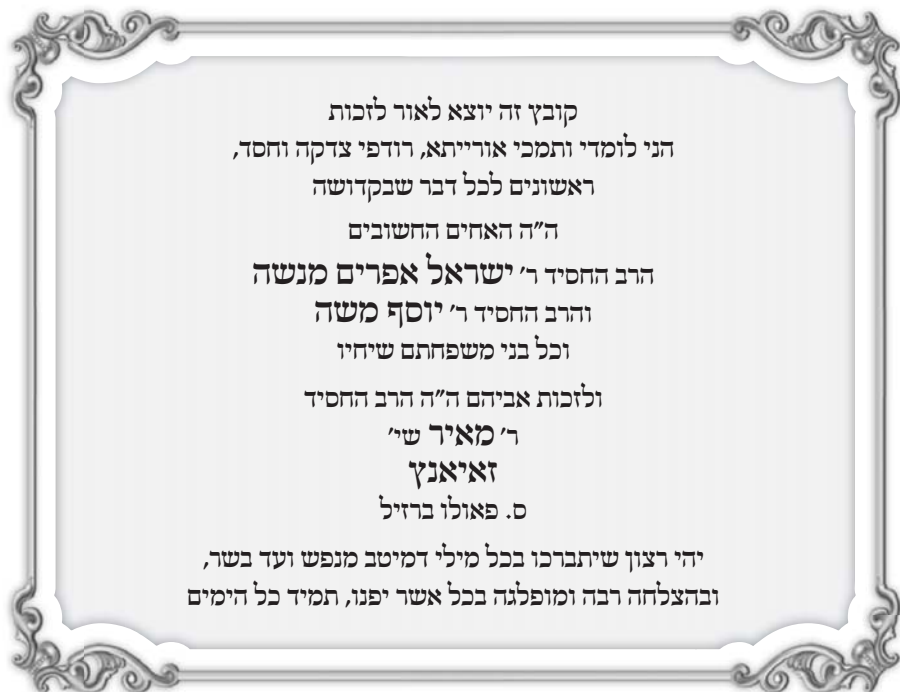 קובץ זה יוצא לאור לזכות
הני לומדי ותמכי אורייתא, רודפי צדקה וחסד,
ראשונים לכל דבר שבקדושה
ה״ה האחים החשובים
הרב החסיד ר׳ ישראל אפרים מנשה
והרב החסיד ר׳ יוסף משה
וכל בני משפחתם שיחיו
ולזכות אביהם ה״ה הרב החסיד
ר׳ מאיר שי׳
זאיאנץ
ס. פאולו ברזיל
יהי רצון שיתברכו בכל מילי דמיטב מנפש ועד בשר,
ובהצלחה רבה ומופלגה בכל אשר יפנו, תמיד כל הימים